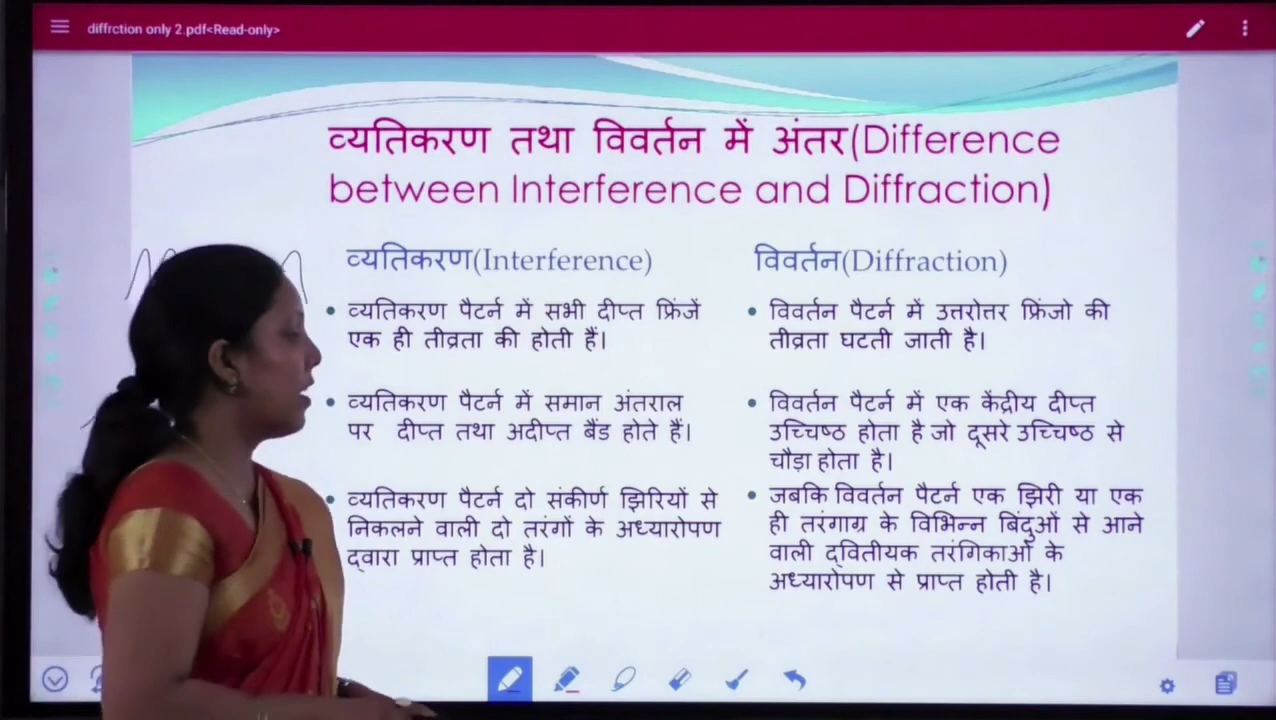 diffrction only 2.pdf<Read-only>
व्यतिकरण तथा विवर्तन में अंतर(Difference
between Interference and Diffraction)
व्यतिकरण(Interference)
• व्यतिकरण पैटर्न में सभी दीप्त फ्रिंजें
एक ही तीव्रता की होती हैं।
• व्यतिकरण पैटर्न में समान अंतराल
पर दीप्त तथा अदीप्त बैंड होते हैं।
• व्यतिकरण पैटर्न दो संकीर्ण झिरियों से
निकलने वाली दो तरंगों के अध्यारोपण
द्वारा प्राप्त होता है।
विवर्तन(Diffraction)
• विवर्तन पैटर्न में उत्तरोत्तर फ्रिंजो की
तीव्रता घटती जाती है।
• विवर्तन पैटर्न में एक केंद्रीय दीप्त
उच्चिष्ठ होता है जो दूसरे उच्चिष्ठ से
चौड़ा होता है।
• जबकि विवर्तन पैटर्न एक झिरी या एक
ही तरंगाग्र के विभिन्न बिंदुओं से आने
वाली द्वितीयक तरंगिकाओं के
अध्यारोपण से प्राप्त होती है।